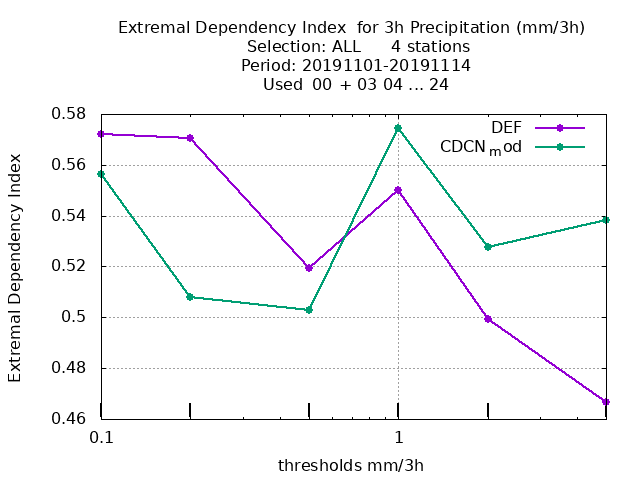 Extremal Dependency Index for 3h Precipitation (mm/3h)
Selection: ALL 4 stations
Period: 20191101-20191114
Used 00 + 03 04 ... 24
DEF
CDCNmod
0.58
0.56
0.54
0.52
0.5
0.48
0.46
Extremal Dependency Index
0.1 1
thresholds mm/3h